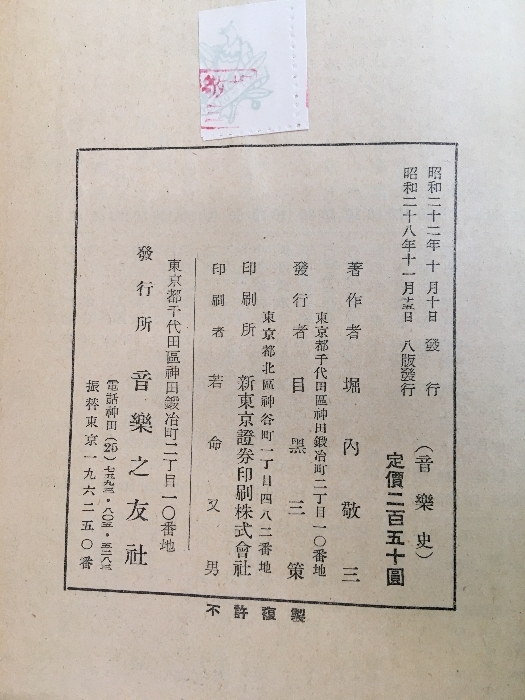 昭和二十二年 十 月十日 發 行
昭和二十八年十一月十五日 八版發行
(音樂史)
定價二百五十圓
著作者 堀內敬三
東京都千代田區神田鍛冶町二丁目一〇番地
發行者 目黑三策
東京都北區神谷町一丁目四八二番地
印刷所 新東京證券印刷株式會社
印刷者 若命又男
東京都千代田區神田鍛冶町二丁目一〇番地
發行所 音樂之友社
電話神田(25)
振替東京一九六二五〇番
不許複製